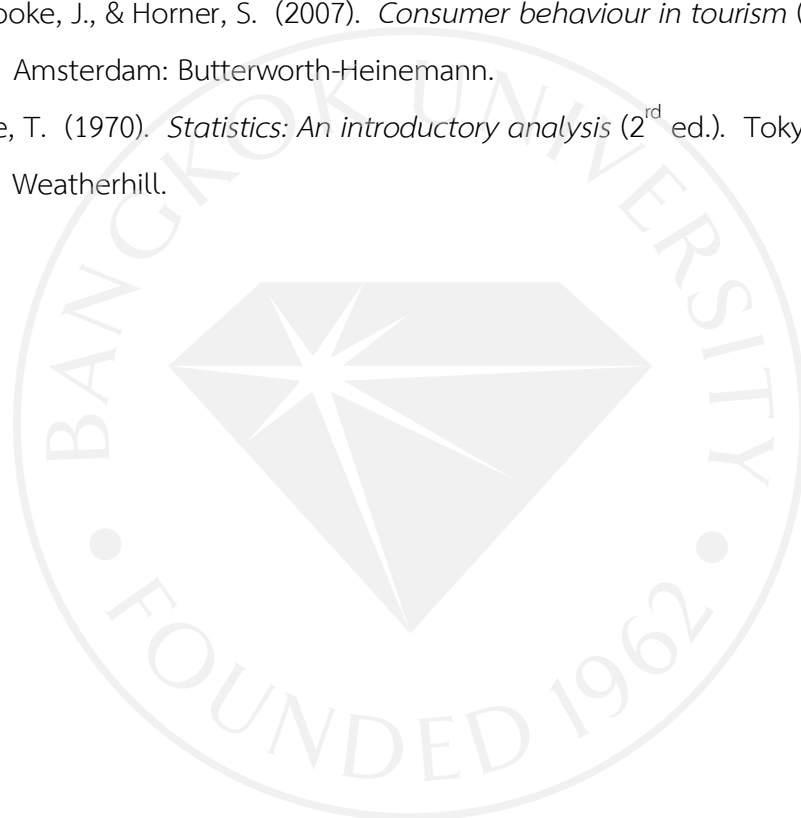 ooke, J., & Horner, S. (2007). Consumer behaviour in tourism (
Amsterdam: Butterworth-Heinemann.
e, T. (1970). Statistics: An introductory analysis (2rd ed.). Toky
Weatherhill.
BANGKOK UNIVERSITY
FOUNDED 1962